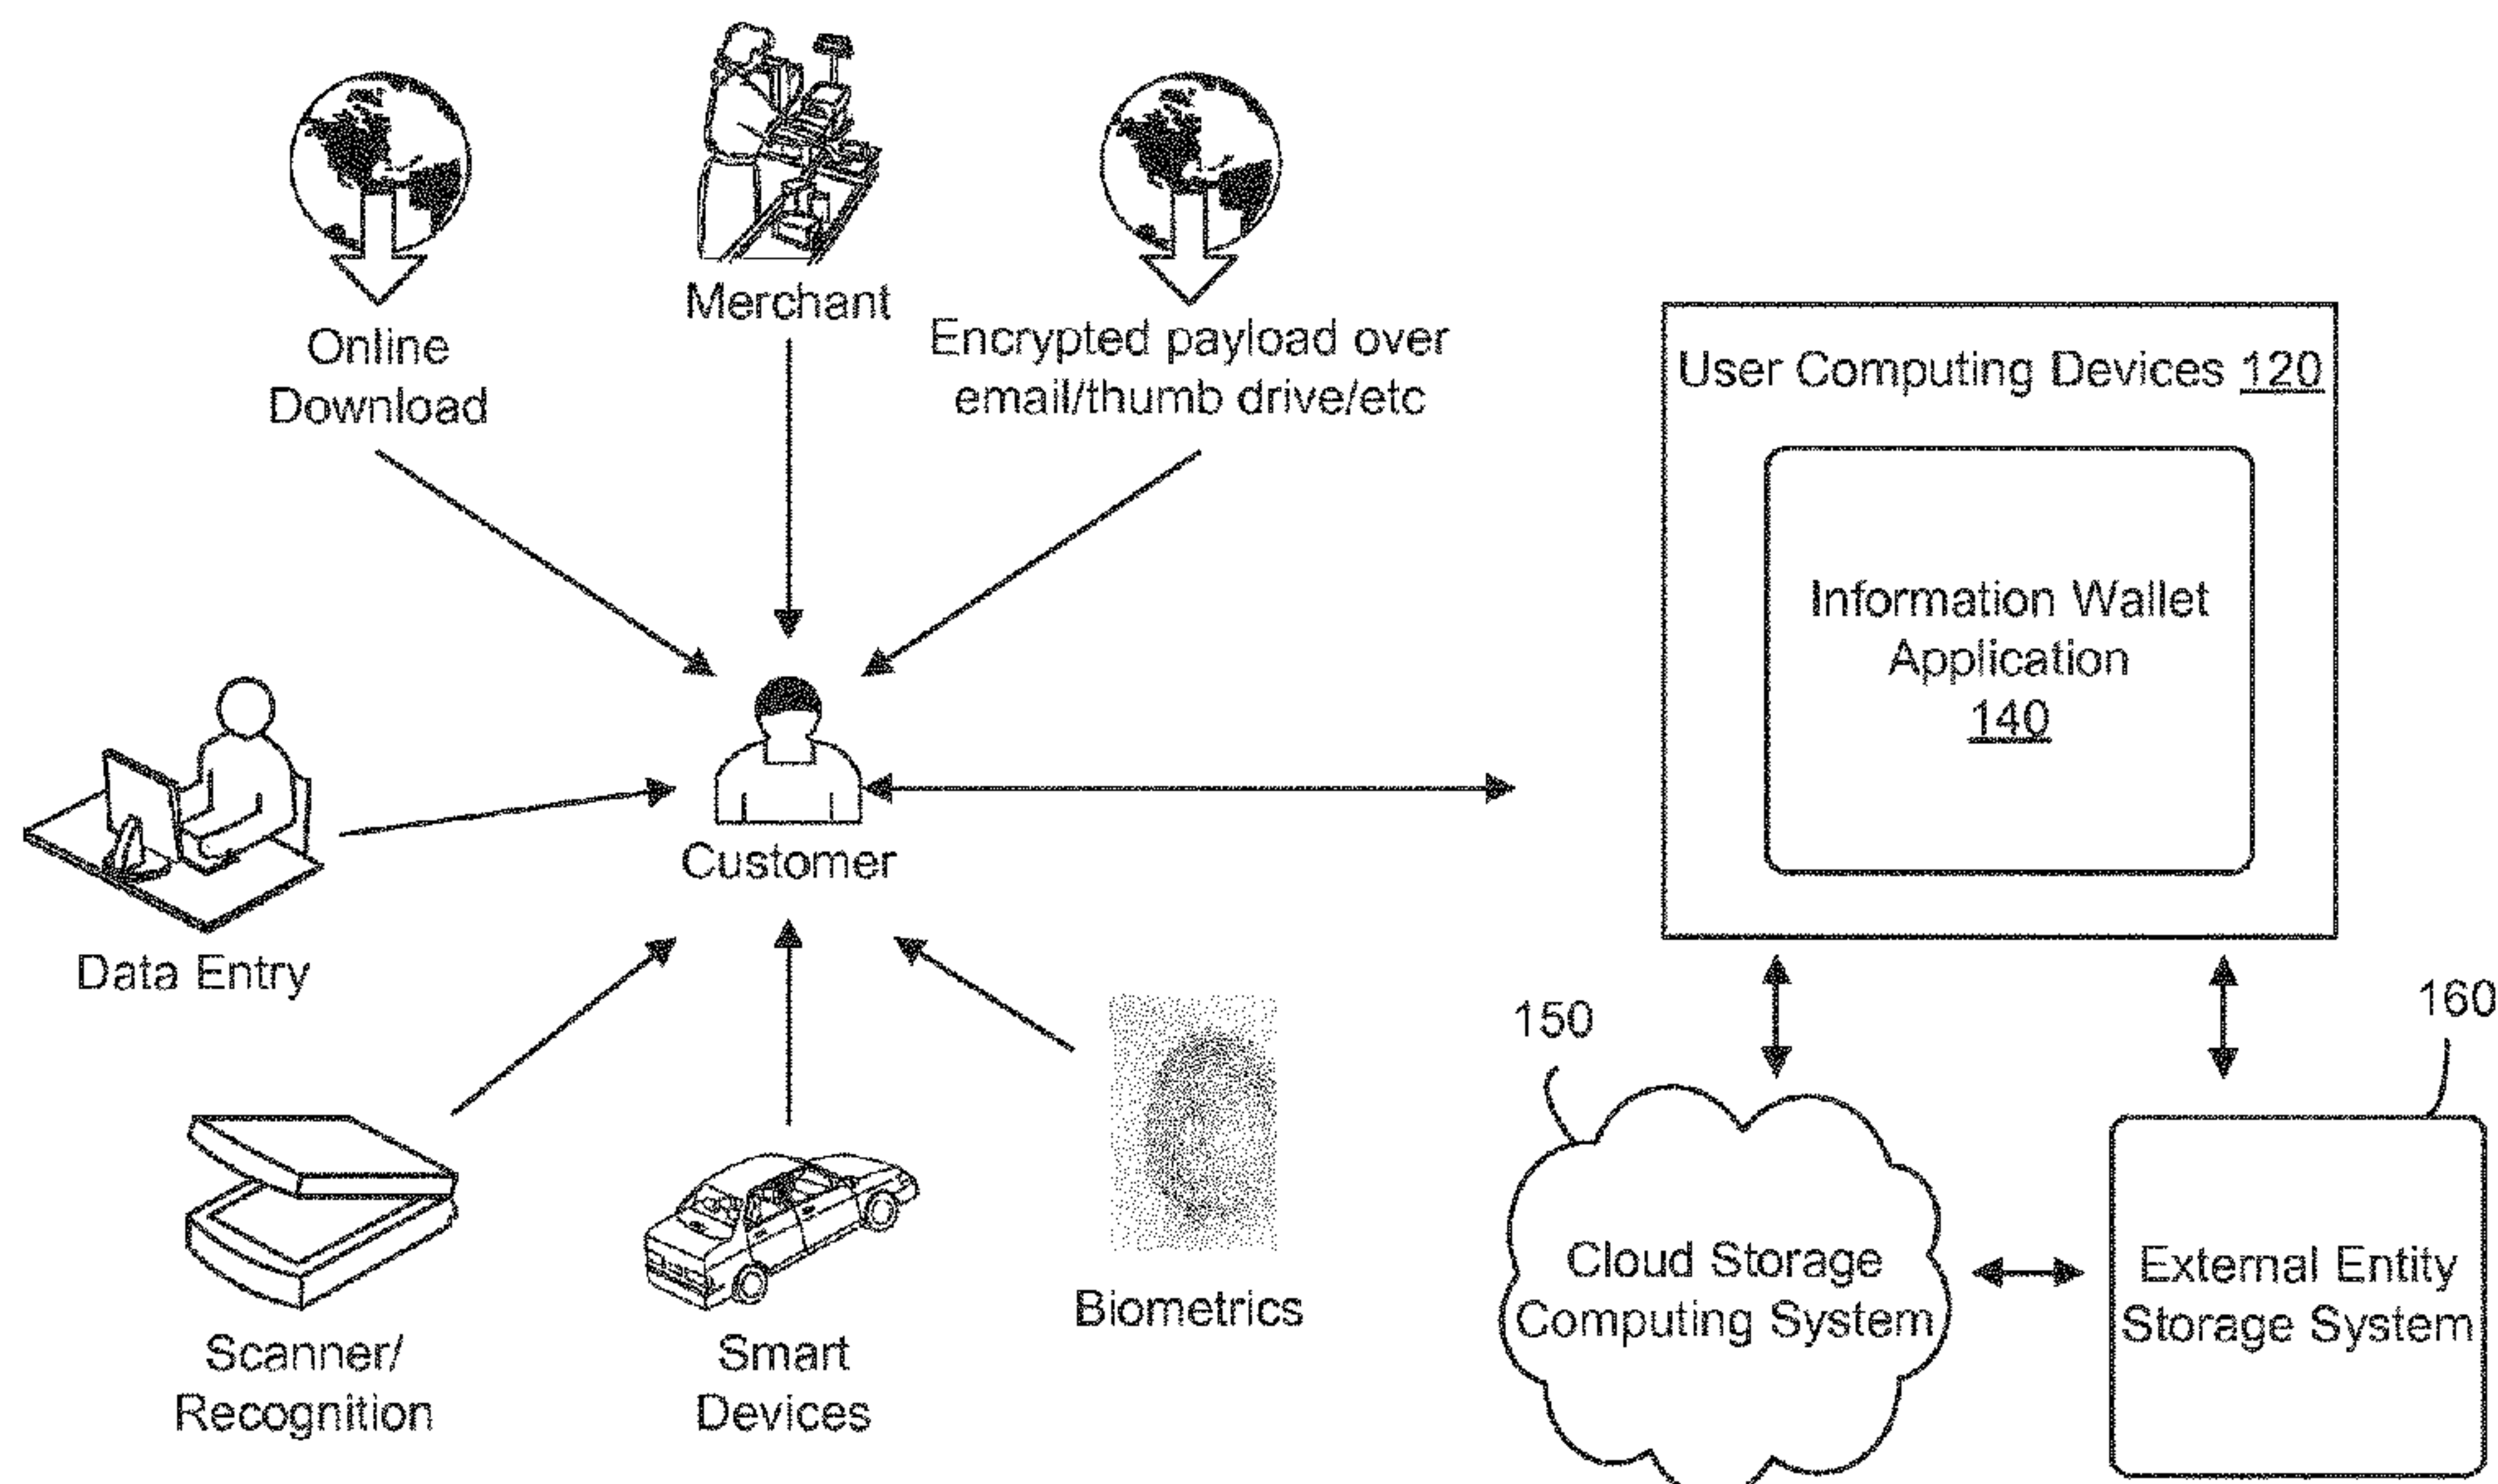 Merchant
Online
Download
Encrypted payload over
email/thumb drive/etc
User Computing Devices 120
Information Wallet
Application
140
Customer
Data Entry
150
160
Biometrics
Cloud Storage
Computing System
External Entity
Storage System
Scanner/
Recognition
Smart
Devices